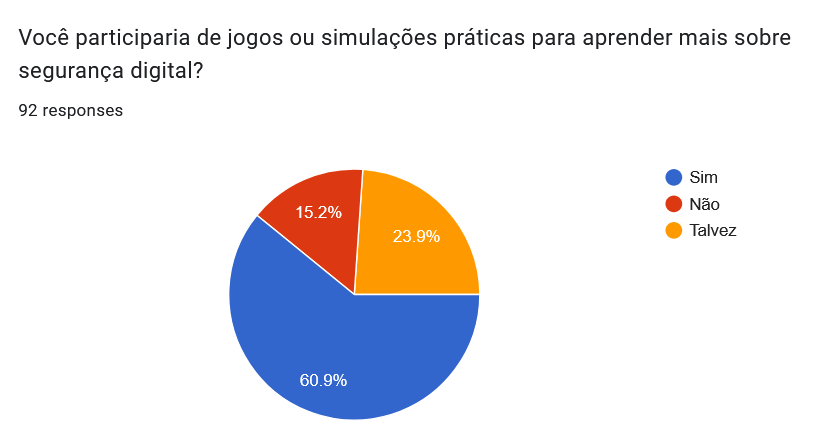 Você participaria de jogos ou simulações práticas para aprender mais sobre
segurança digital?
92 responses
Sim
Não
Talvez
15.2%
23.9%
60.9%